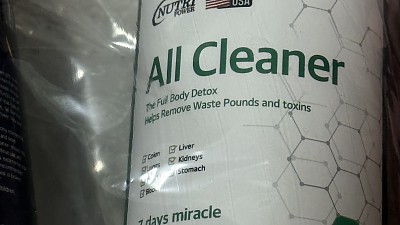 NUTRI
POWER
USA
All Cleaner
The Full Body Detox
Helps Remove Waste Pounds and toxins
Colon
Liver
Kidneys
Stomach
7 days miracle